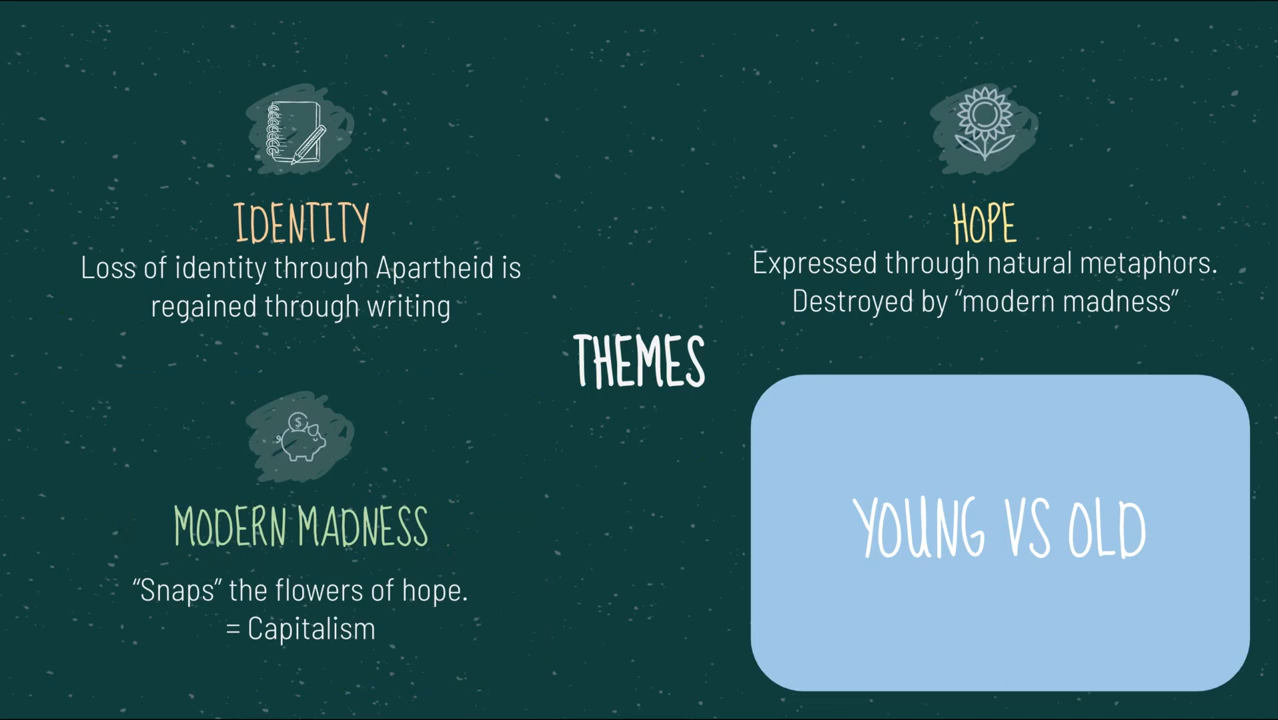 IDENTITY
Loss of identity through Apartheid is
regained through writing
HOPE
Expressed through natural metaphors.
Destroyed by “modern madness”
THEMES
$
MODERN MADNESS
“Snaps” the flowers of hope.
= Capitalism
YOUNG VS OLD